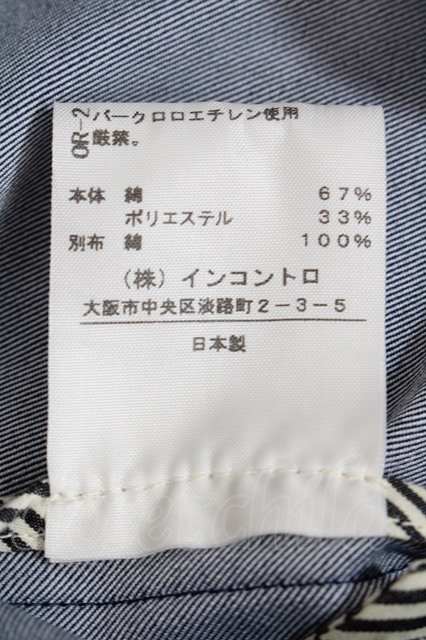 パークロロエチレン使用
QR-2 厳禁。
本体 綿 67%
ポリエステル 33%
別布 綿 100%
(株)インコントロ
大阪市中央区淡路町2-3-5
日本製